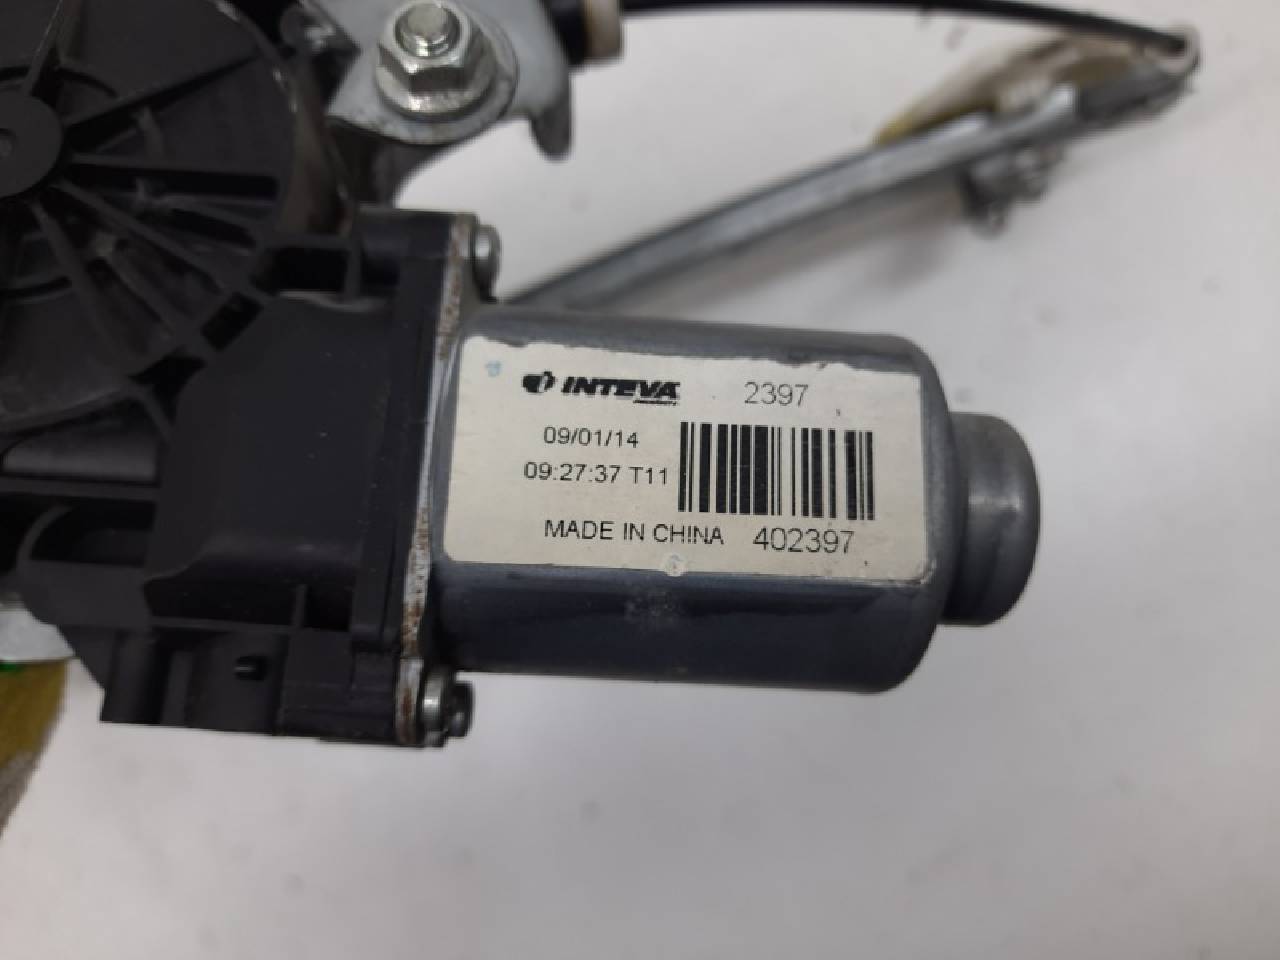 INTEVA 2397
09/01/14
09:27:37 T11
MADE IN CHINA 402397